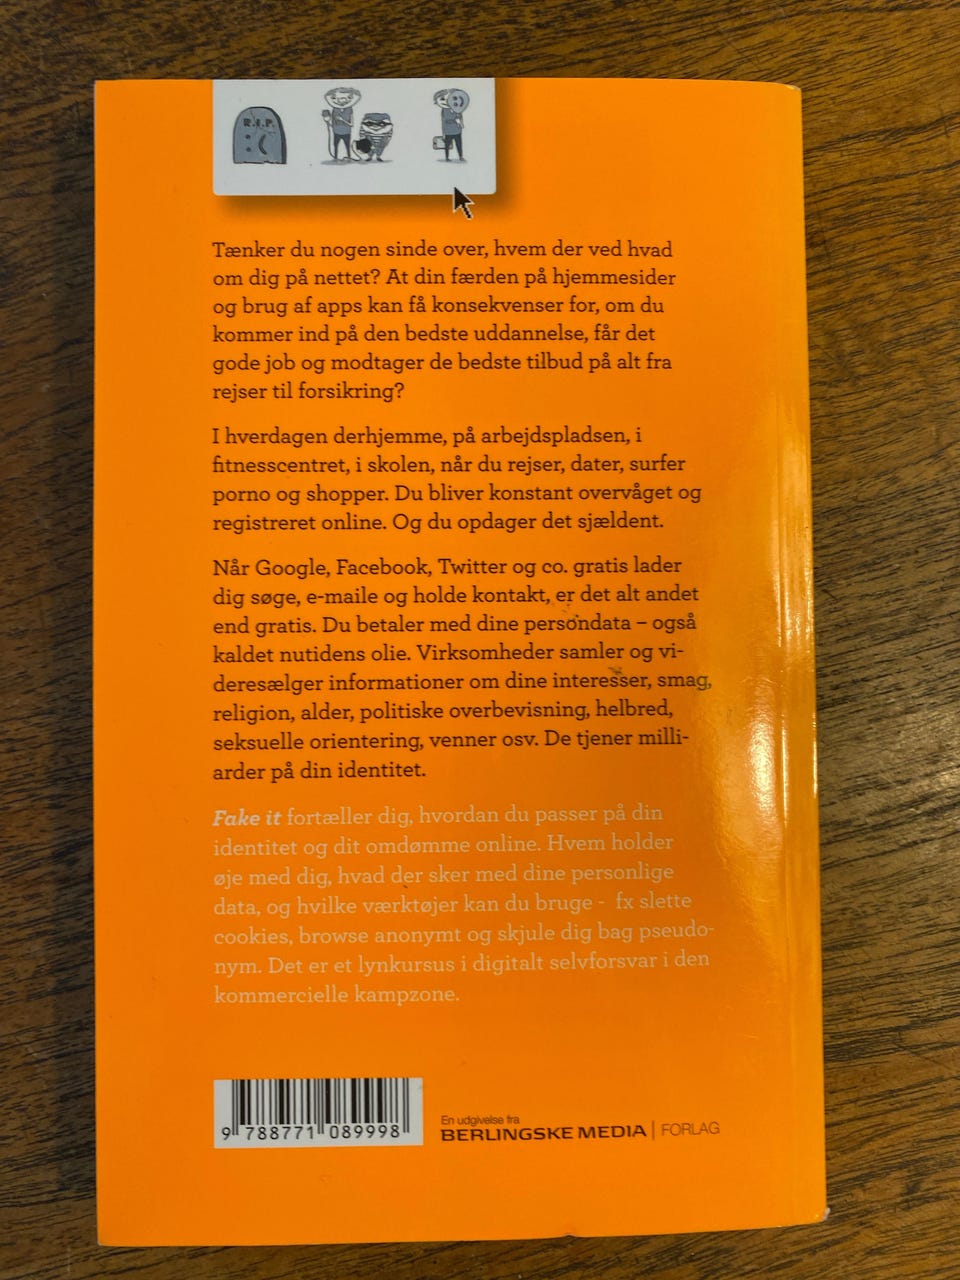 R.I.P.
:(
Tænker du nogen sinde over, hvem der ved hvad
om dig på nettet? At din færden på hjemmesider
og brug af apps kan få konsekvenser for, om du
kommer ind på den bedste uddannelse, får det
gode job og modtager de bedste tilbud på alt fra
rejser til forsikring?
I hverdagen derhjemme, på arbejdspladsen, i
fitnesscentret, i skolen, når du rejser, dater, surfer
porno og shopper. Du bliver konstant overvåget og
registreret online. Og du opdager det sjældent.
Når Google, Facebook, Twitter og co. gratis lader
dig søge, e-maile og holde kontakt, er det alt andet
end gratis. Du betaler med dine persondata – også
kaldet nutidens olie. Virksomheder samler og vi-
deresælger informationer om dine interesser, smag,
religion, alder, politiske overbevisning, helbred,
seksuelle orientering, venner osv. De tjener milli-
arder på din identitet.
Fake it fortæller dig, hvordan du passer på din
identitet og dit omdømme online. Hvem holder
øje med dig, hvad der sker med dine personlige
data, og hvilke værktøjer kan du bruge - fx slette
cookies, browse anonymt og skjule dig bag pseudo-
nym. Det er et lynkursus i digitalt selvforsvar i den
kommercielle kampzone.
9 788771 089998
En udgivelse fra
BERLINGSKE MEDIA | FORLAG